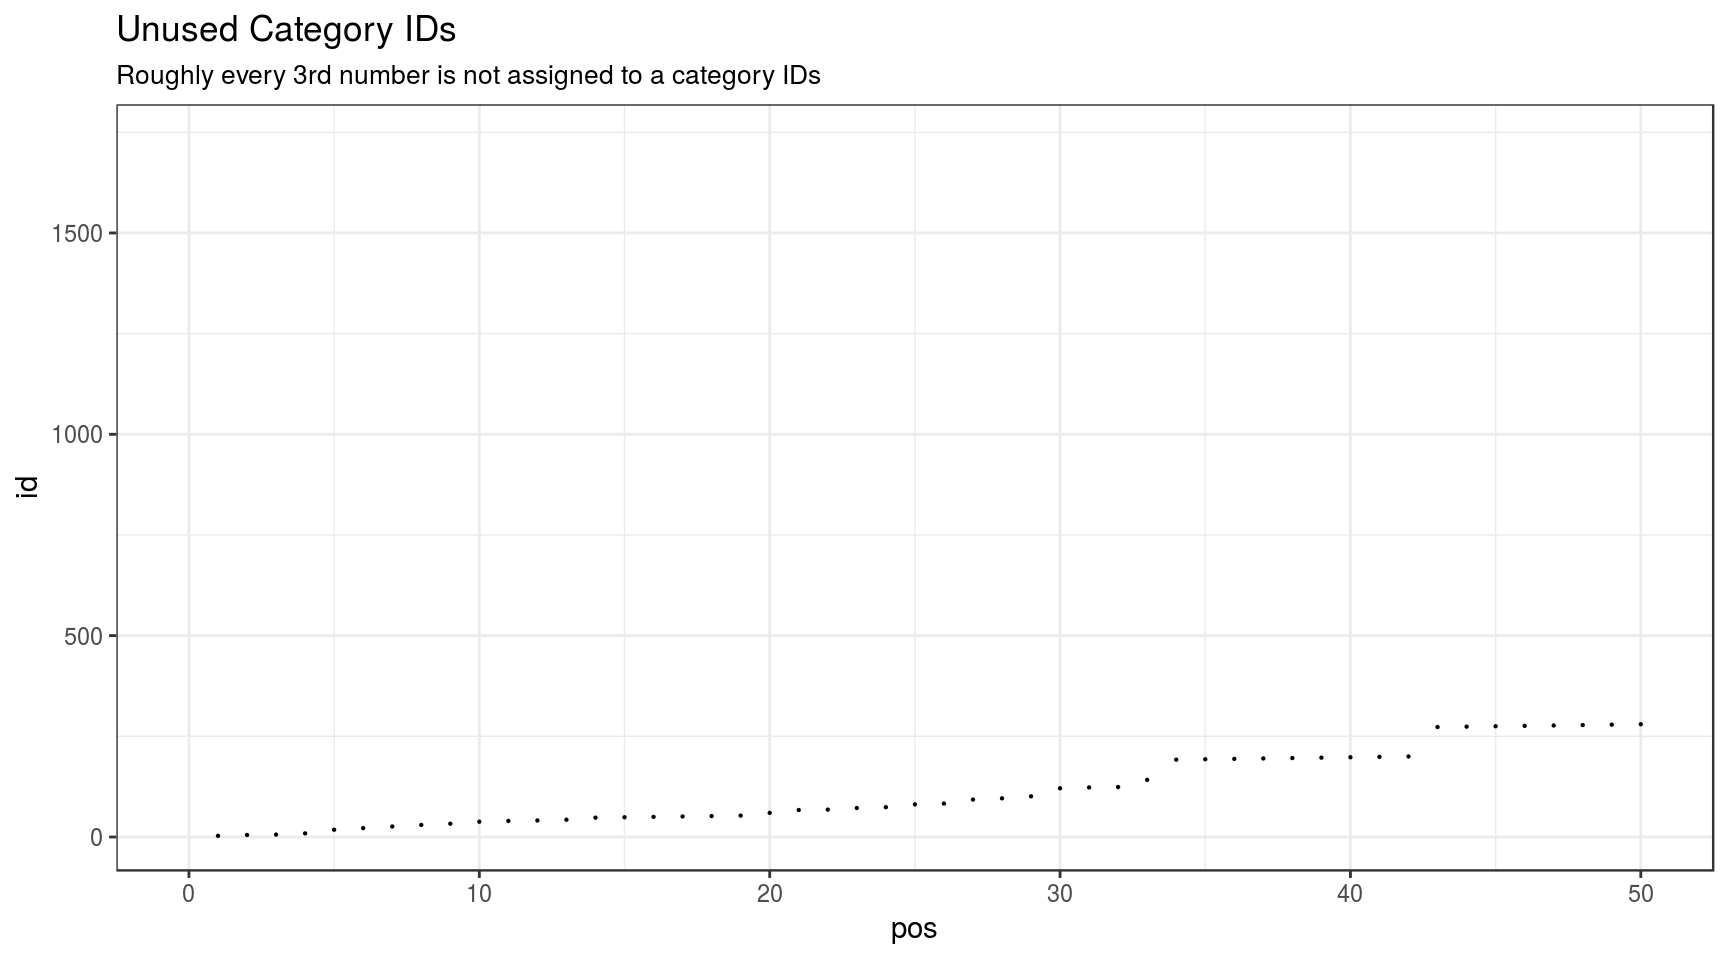 Unused Category IDs
Roughly every 3rd number is not assigned to a category IDs
1500
1000
500
0
id
0 10 20 30 40 50
pos